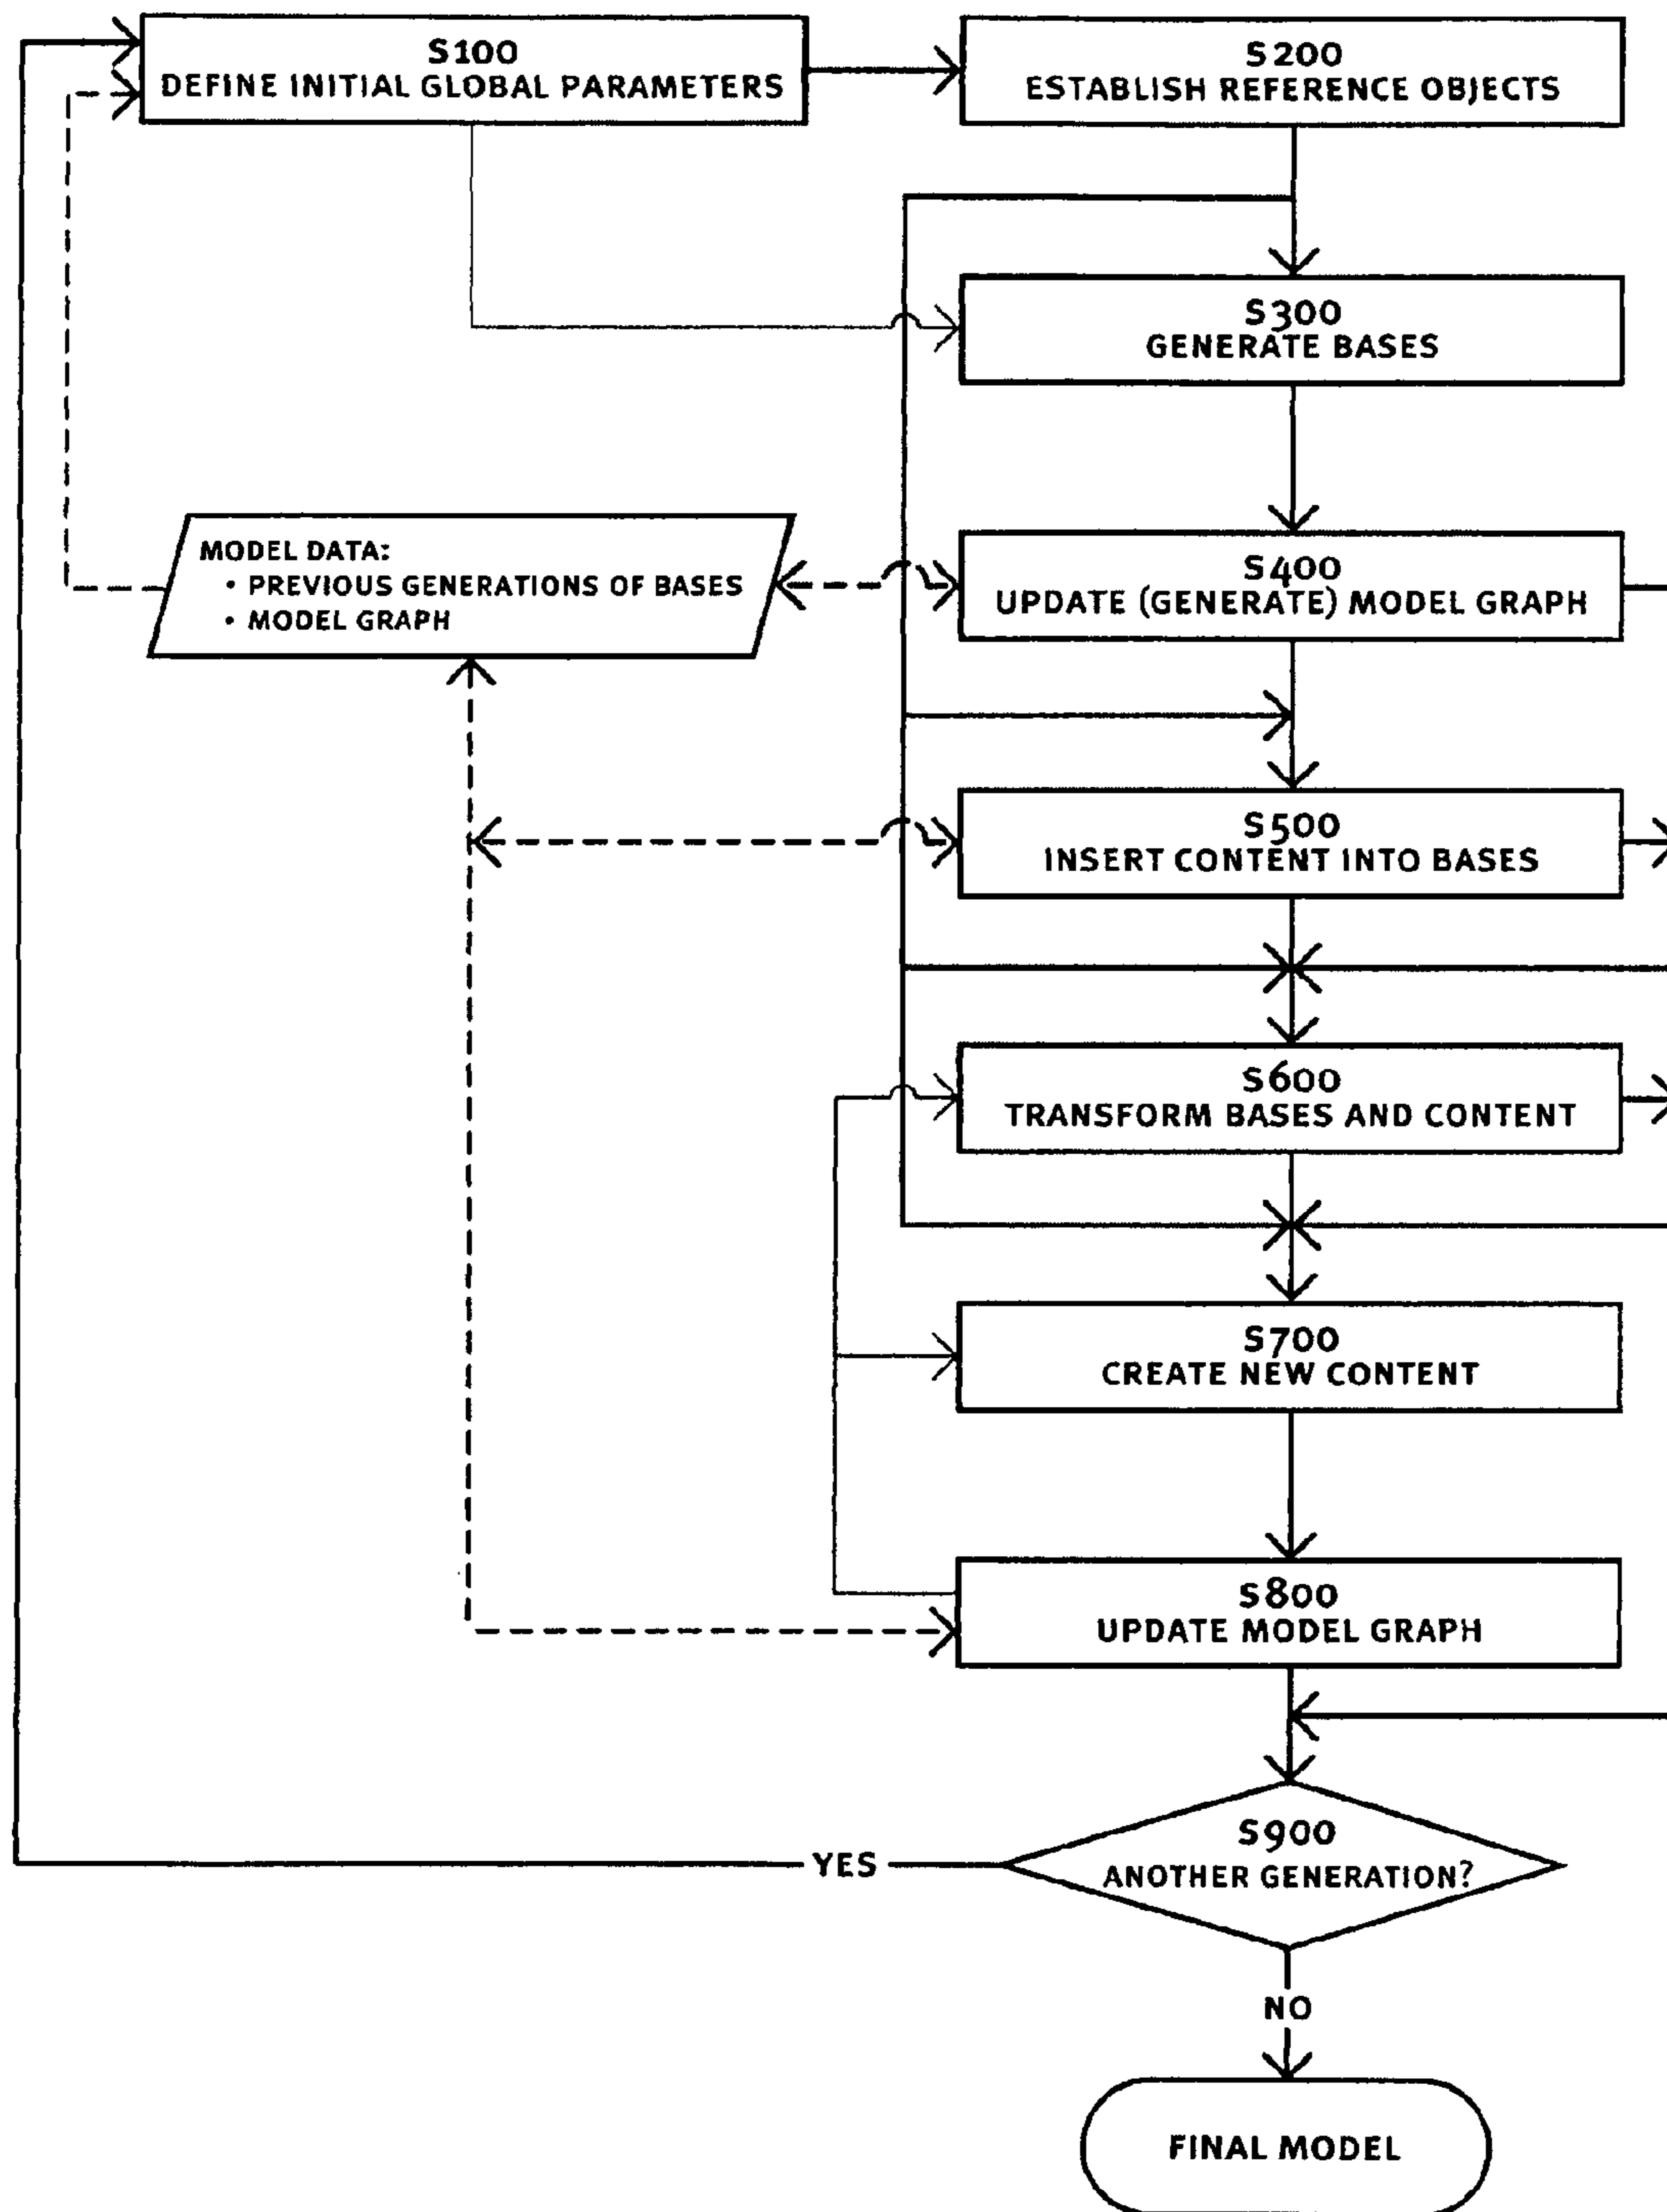 S100
DEFINE INITIAL GLOBAL PARAMETERS
S200
ESTABLISH REFERENCE OBJECTS
S300
GENERATE BASES
MODEL DATA:
• PREVIOUS GENERATIONS OF BASES
• MODEL GRAPH
S400
UPDATE (GENERATE) MODEL GRAPH
S500
INSERT CONTENT INTO BASES
S600
TRANSFORM BASES AND CONTENT
S700
CREATE NEW CONTENT
S800
UPDATE MODEL GRAPH
S900
ANOTHER GENERATION?
YES
NO
FINAL MODEL